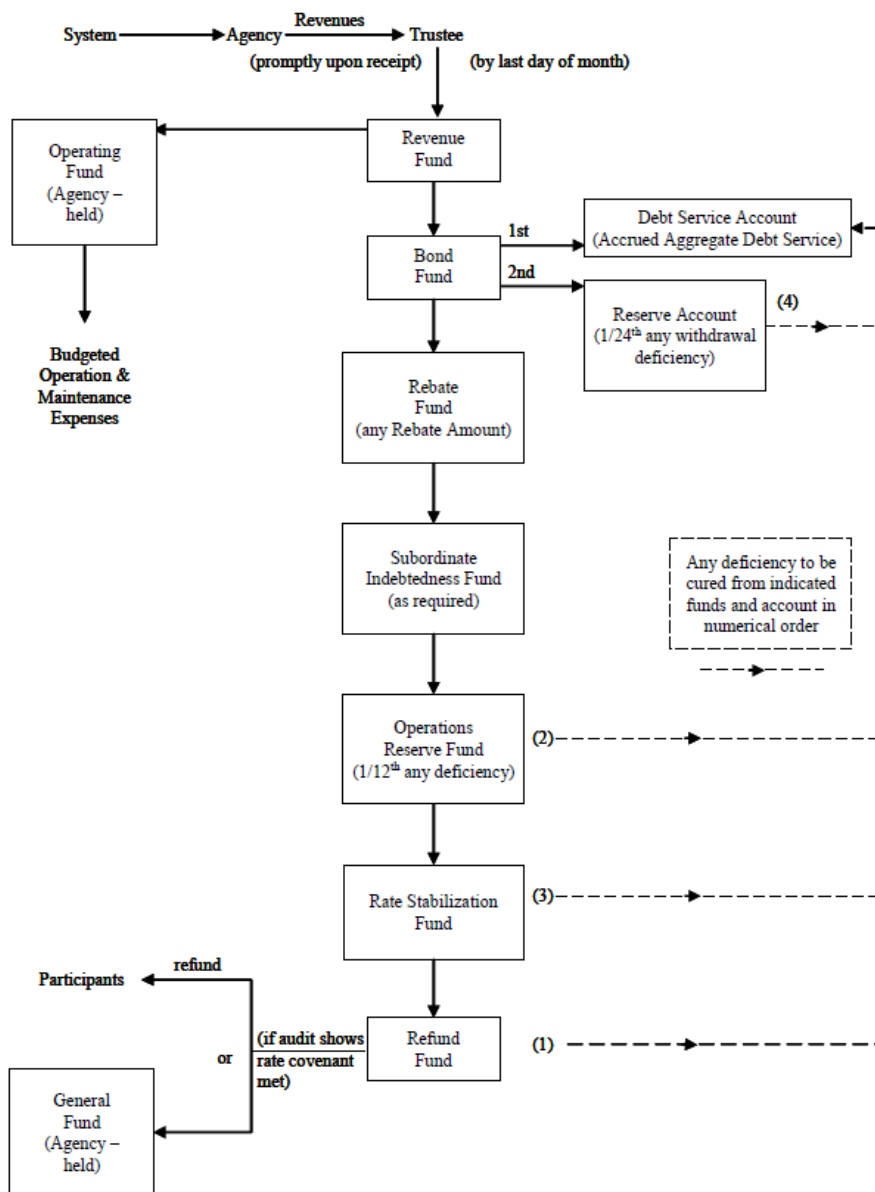 System
Agency
Revenues
Trustee
(promptly upon receipt)
(by last day of month)
Operating
Fund
(Agency –
held)
Revenue
Fund
Budgeted
Operation &
Maintenance
Expenses
Bond
Fund
1st
2nd
Debt Service Account
(Accrued Aggregate Debt Service)
Reserve Account
(1/24th any withdrawal
deficiency)
(4)
Rebate
Fund
(any Rebate Amount)
Subordinate
Indebtedness Fund
(as required)
Any deficiency to be
cured from indicated
funds and account in
numerical order
Operations
Reserve Fund
(1/12th any deficiency)
(2)
Rate Stabilization
Fund
(3)
Participants
refund
or
(if audit shows
rate covenant
met)
Refund
Fund
(1)
General
Fund
(Agency –
held)